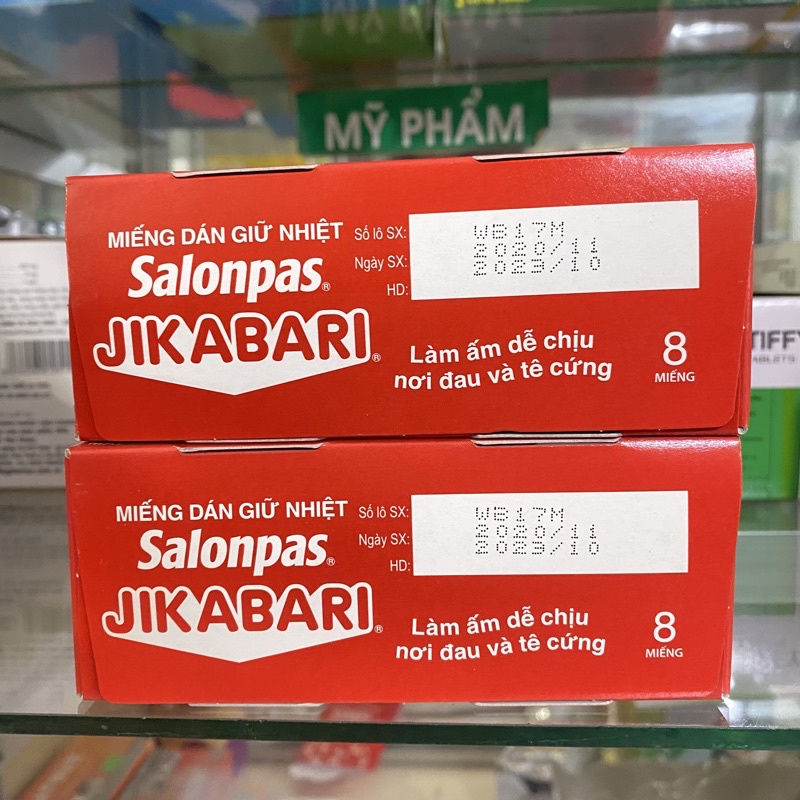 MỸ PHẨM
MIẾNG DÁN GIỮ NHIỆT
Salonpas®
JIKABARI®
Số lô SX: WB17M
Ngày SX: 2020/11
HD: 2023/10
Làm ấm dễ chịu
nơi đau và tê cứng
8
MIẾNG
TIFFY
MIẾNG DÁN GIỮ NHIỆT
Salonpas®
JIKABARI®
Số lô SX: WB17M
Ngày SX: 2020/11
HD: 2023/10
Làm ấm dễ chịu
nơi đau và tê cứng
8
MIẾNG